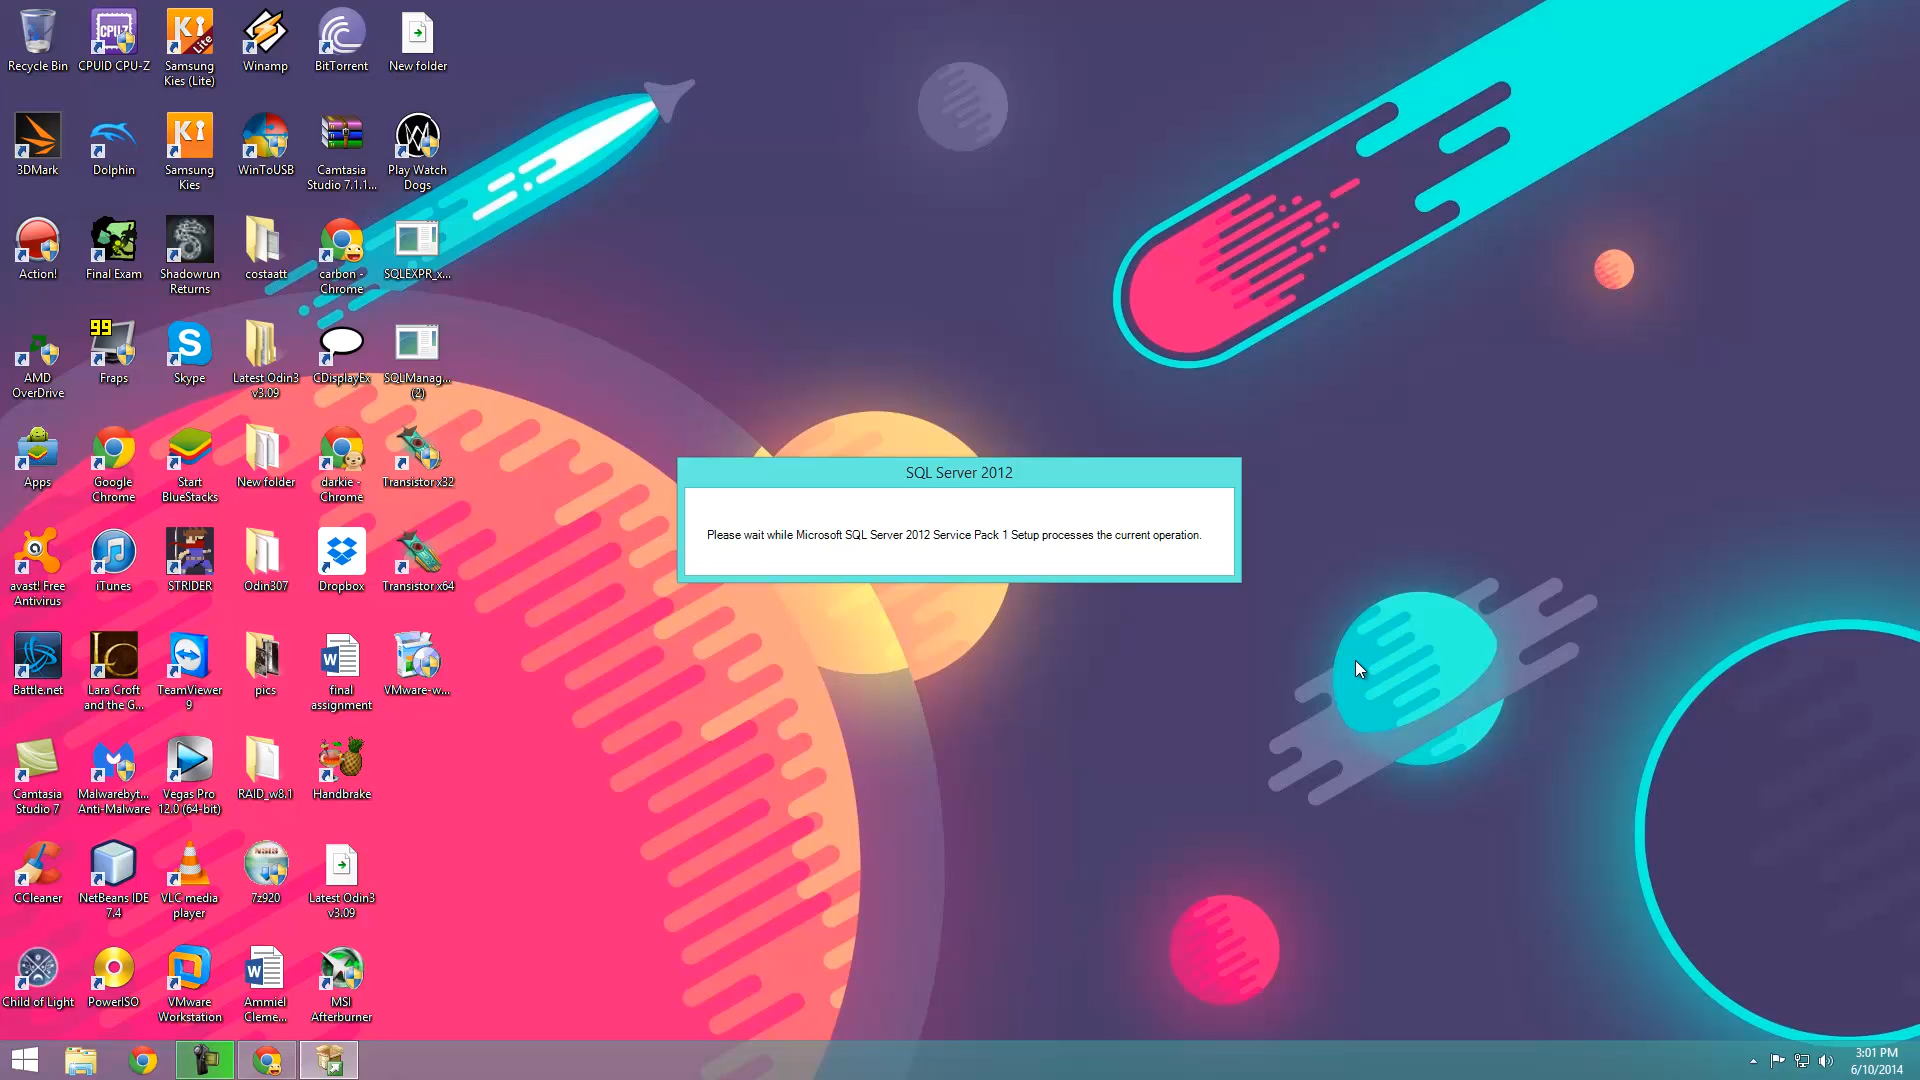 Recycle Bin
CPUID CPU-Z
Samsung
Kies (Lite)
Winamp
BitTorrent
New folder
3DMark
Dolphin
Samsung
Kies
WinToUSB
Camtasia
Studio 7.1.1...
Play Watch
Dogs
Action!
Final Exam
Shadowrun
Returns
costaatt
carbon -
Chrome
SQLEXPR_x...
AMD
OverDrive
99
Fraps
Skype
Latest Odin3
v3.09
CDisplayEx
SQLManag...
(2)
Apps
Google
Chrome
Start
BlueStacks
New folder
darkie -
Chrome
Transistor x32
avast! Free
Antivirus
iTunes
STRIDER
Odin307
Dropbox
Transistor x64
Battle.net
Lara Croft
and the G...
TeamViewer
9
pics
final
assignment
VMware-w...
Camtasia
Studio 7
Malwarebyt...
Anti-Malware
Vegas Pro
12.0 (64-bit)
RAID_w8.1
Handbrake
CCleaner
NetBeans IDE
7.4
VLC media
player
7z920
Latest Odin3
v3.09
Child of Light
PowerISO
VMware
Workstation
Ammiel
Cleme...
MSI
Afterburner
SQL Server 2012
Please wait while Microsoft SQL Server 2012 Service Pack 1 Setup processes the current operation.
3:01 PM
6/10/2014